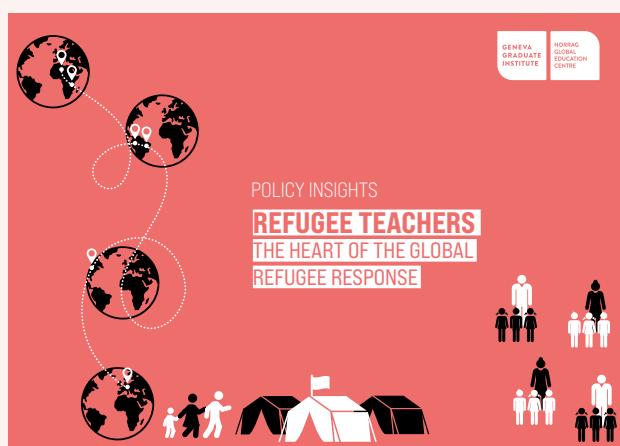 GENEVA
GRADUATE
INSTITUTE
NORRAG
GLOBAL
EDUCATION
CENTRE
POLICY INSIGHTS
REFUGEE TEACHERS
THE HEART OF THE GLOBAL
REFUGEE RESPONSE